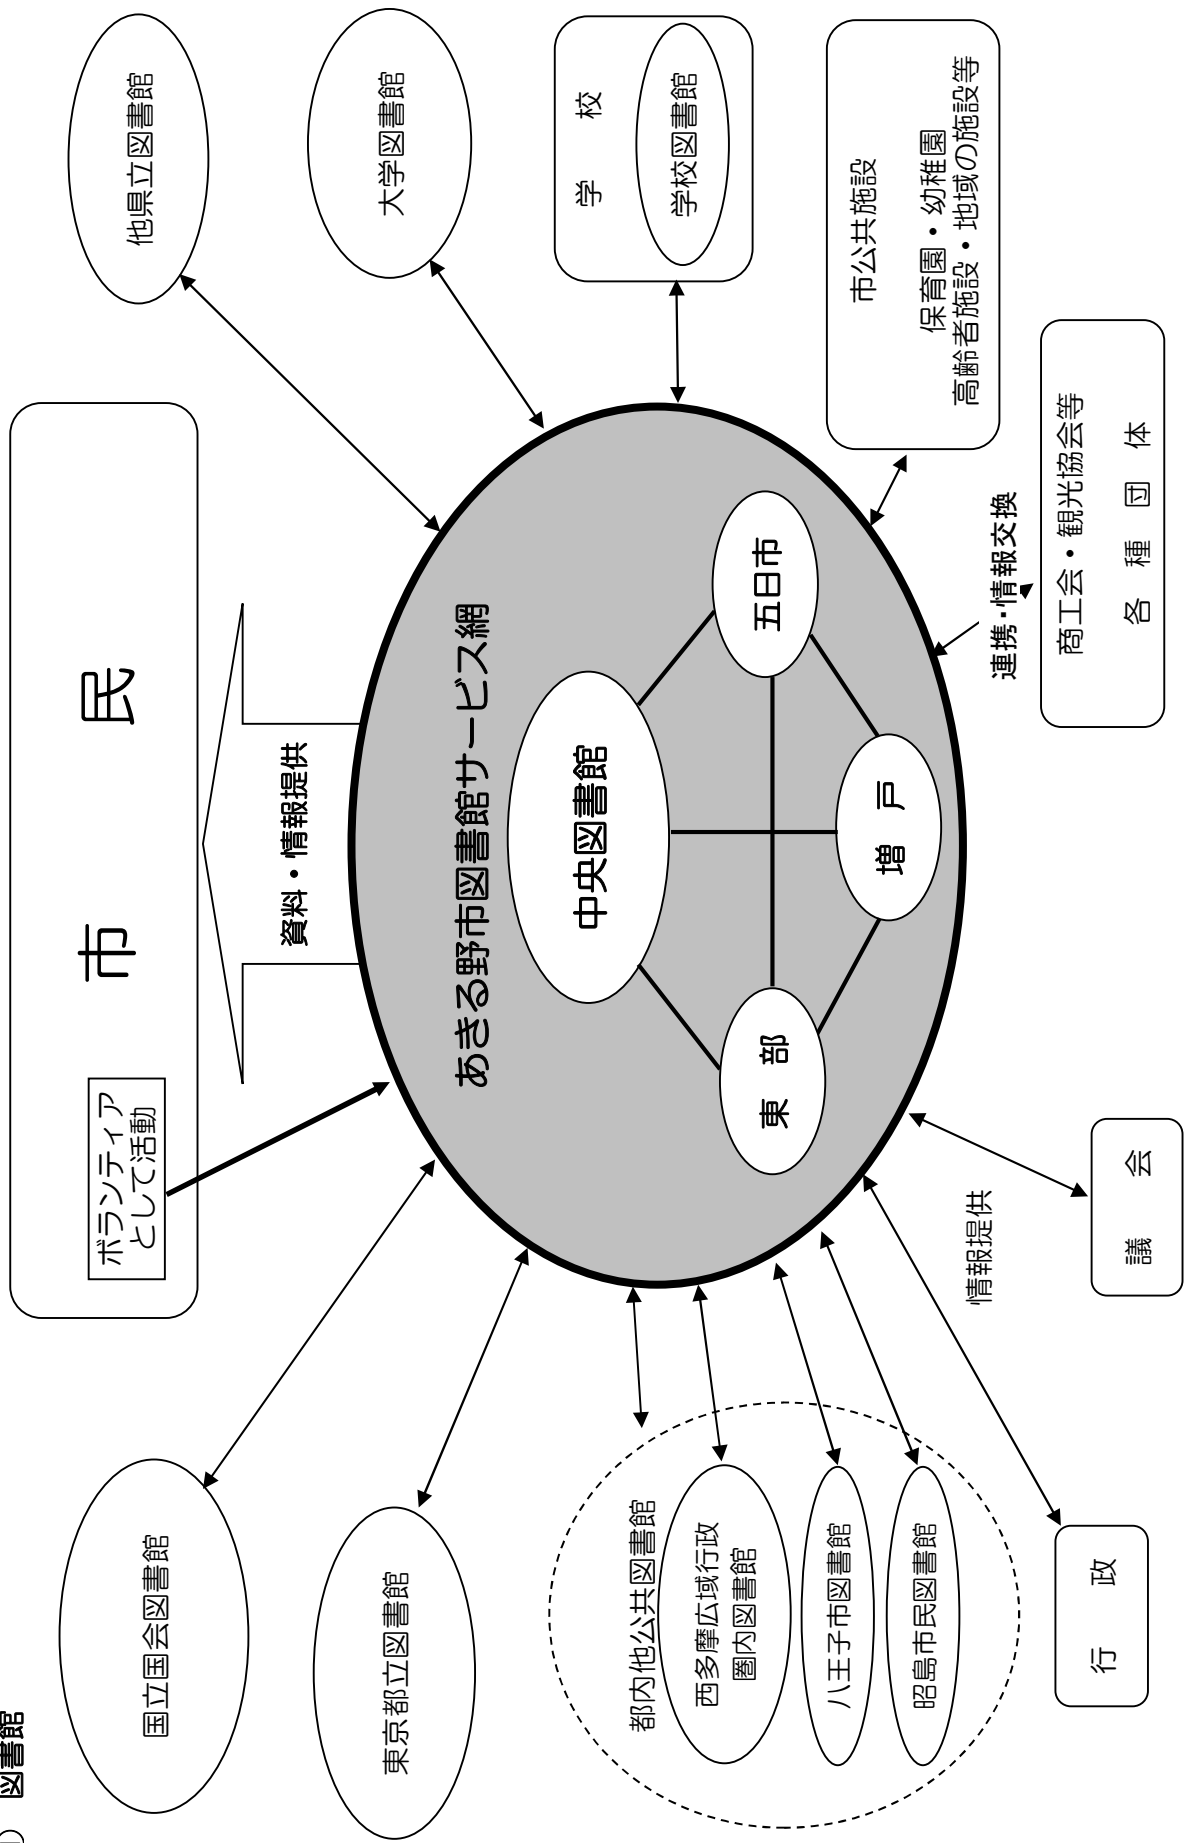 図書館
市　民
ボランティア
として活動
資料・情報提供
国立国会図書館
他県立図書館
東京都立図書館
大学図書館
あきる野市図書館サービス網
中央図書館
東　部
五日市
増　戸
学　校
学校図書館
都内他公共図書館
西多摩広域行政
圏内図書館
八王子市図書館
昭島市民図書館
市公共施設
保育園・幼稚園
高齢者施設・地域の施設等
情報提供
連携・情報交換
行　政
議　会
商工会・観光協会等
各　種　団　体